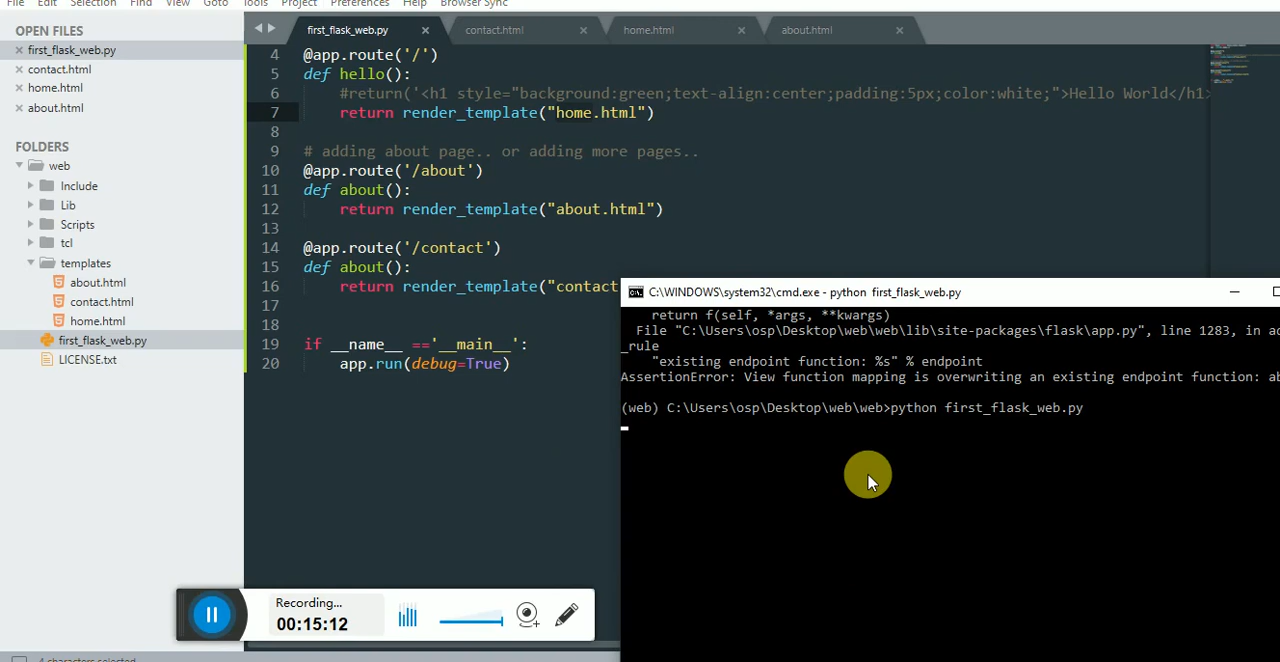 File Edit Selection Find View Goto Tools Project Preferences Help Browser Sync
OPEN FILES
first_flask_web.py
contact.html
home.html
about.html
FOLDERS
web
Include
Lib
Scripts
tcl
templates
about.html
contact.html
home.html
first_flask_web.py
LICENSE.txt
first_flask_web.py contact.html home.html about.html
4 @app.route('/')
5 def hello():
6 #return('<h1 style="background:green;text-align:center;padding:5px;color:white;">Hello World</h1>
7 return render_template("home.html")
8
9 # adding about page.. or adding more pages..
10 @app.route('/about')
11 def about():
12 return render_template("about.html")
13
14 @app.route('/contact')
15 def about():
16 return render_template("contact
17
18
19 if __name__ =='__main__':
20 app.run(debug=True)
C:\WINDOWS\system32\cmd.exe - python first_flask_web.py
return f(self, *args, **kwargs)
File "C:\Users\osp\Desktop\web\web\lib\site-packages\flask\app.py", line 1283, in ad
_rule
"existing endpoint function: %s" % endpoint
AssertionError: View function mapping is overwriting an existing endpoint function: ab
(web) C:\Users\osp\Desktop\web\web>python first_flask_web.py
Recording...
00:15:12
4 characters selected